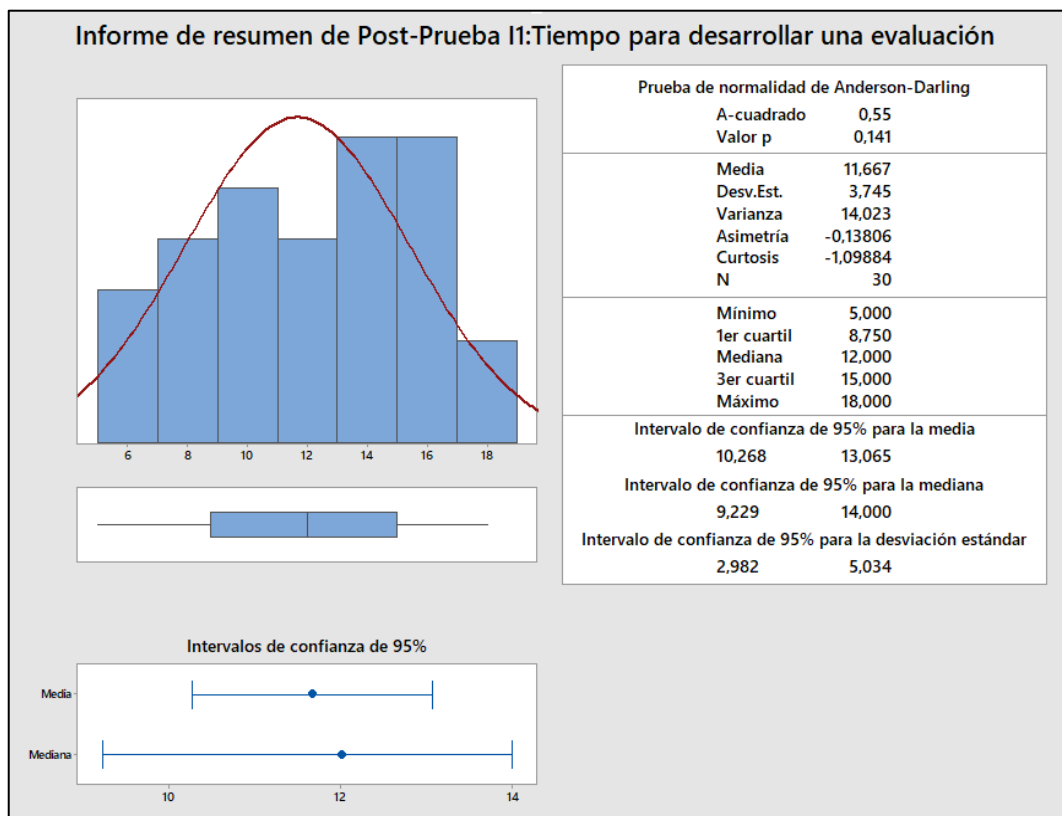 Informe de resumen de Post-Prueba I1:Tiempo para desarrollar una evaluación
6 8 10 12 14 16 18
Prueba de normalidad de Anderson-Darling
A-cuadrado 0,55
Valor p 0,141
Media 11,667
Desv.Est. 3,745
Varianza 14,023
Asimetría -0,13806
Curtosis -1,09884
N 30
Mínimo 5,000
1er cuartil 8,750
Mediana 12,000
3er cuartil 15,000
Máximo 18,000
Intervalo de confianza de 95% para la media
10,268 13,065
Intervalo de confianza de 95% para la mediana
9,229 14,000
Intervalo de confianza de 95% para la desviación estándar
2,982 5,034
Intervalos de confianza de 95%
Media
Mediana
10 12 14